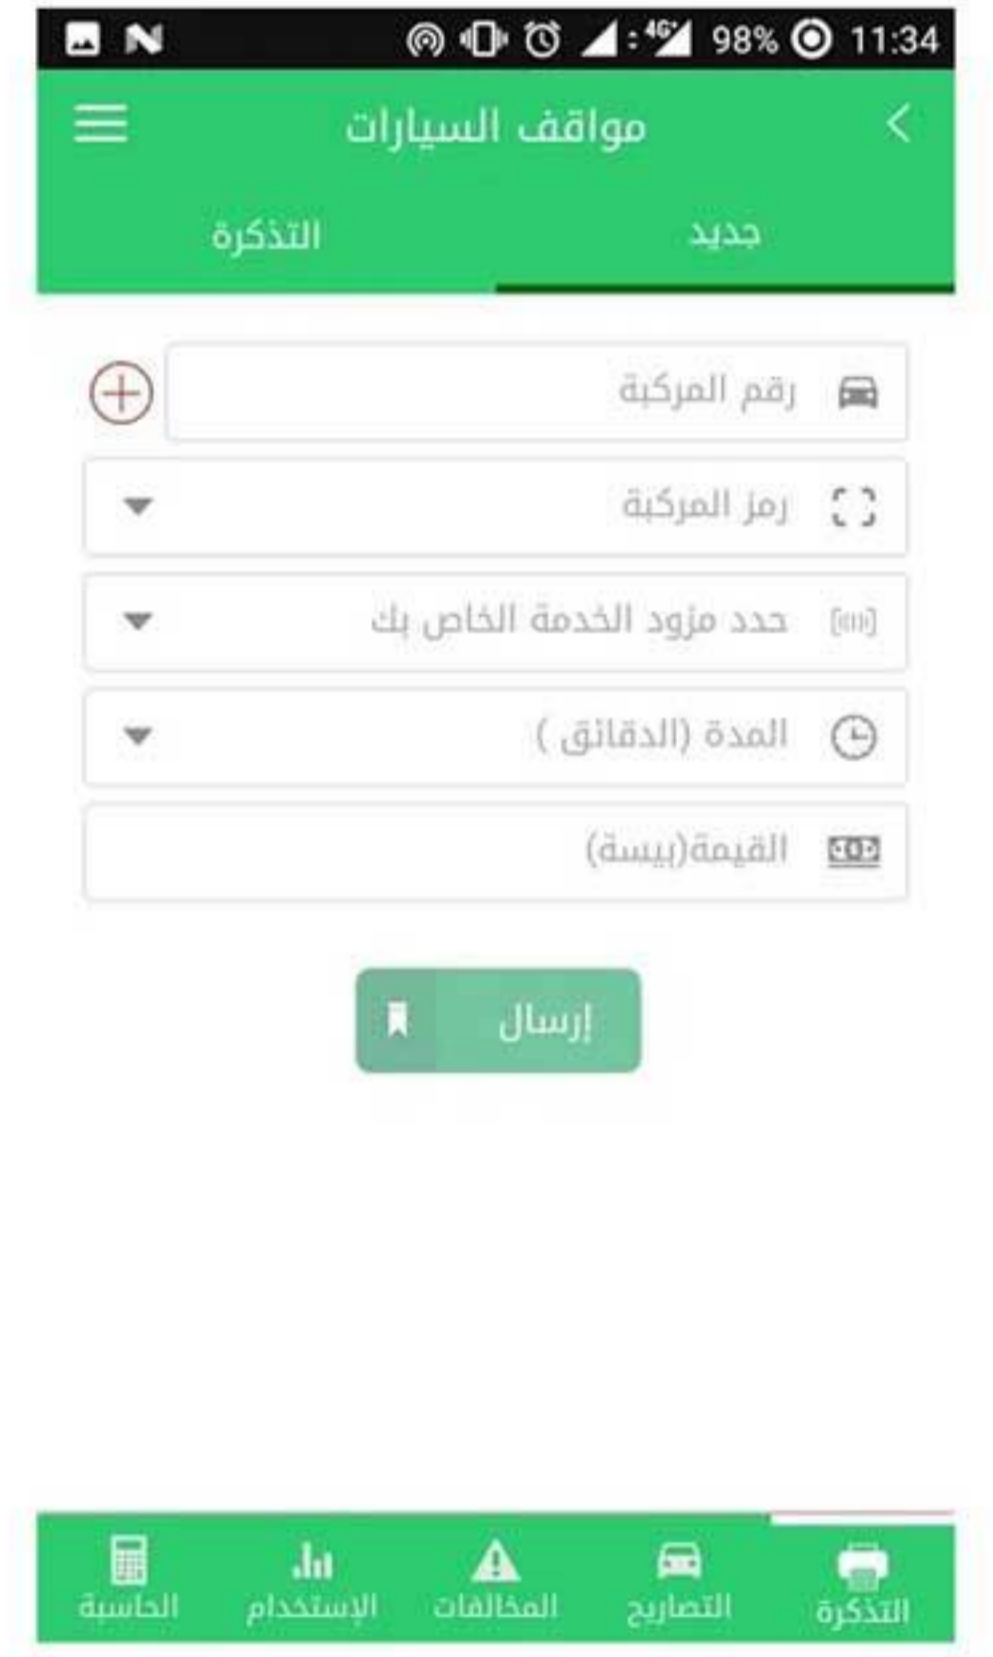 4G+ 98% 11:34
مواقف السيارات
جديد
التذكرة
رقم المركبة
رمز المركبة
حدد مزود الخدمة الخاص بك
المدة (الدقائق )
القيمة(بيسة)
إرسال
التذكرة
التصاريح
المخالفات
الإستخدام
الحاسبة